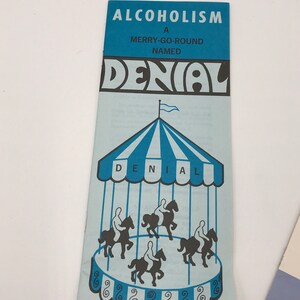 ALCOHOLISM
A
MERRY-GO-ROUND
NAMED
DENIAL
DENIAL